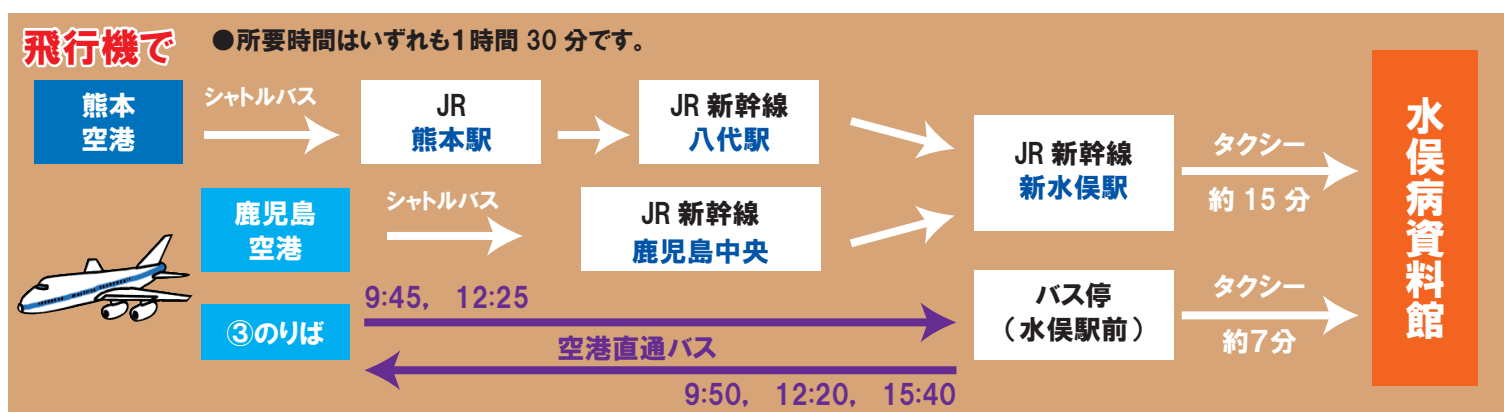 飛行機で
●所要時間はいずれも1時間 30 分です。
熊本
空港
シャトルバス
JR
熊本駅
JR 新幹線
八代駅
鹿児島
空港
シャトルバス
JR 新幹線
鹿児島中央
JR 新幹線
新水俣駅
タクシー
約 15 分
③のりば
9:45, 12:25
空港直通バス
9:50, 12:20, 15:40
バス停
（水俣駅前）
タクシー
約7分
水俣病資料館